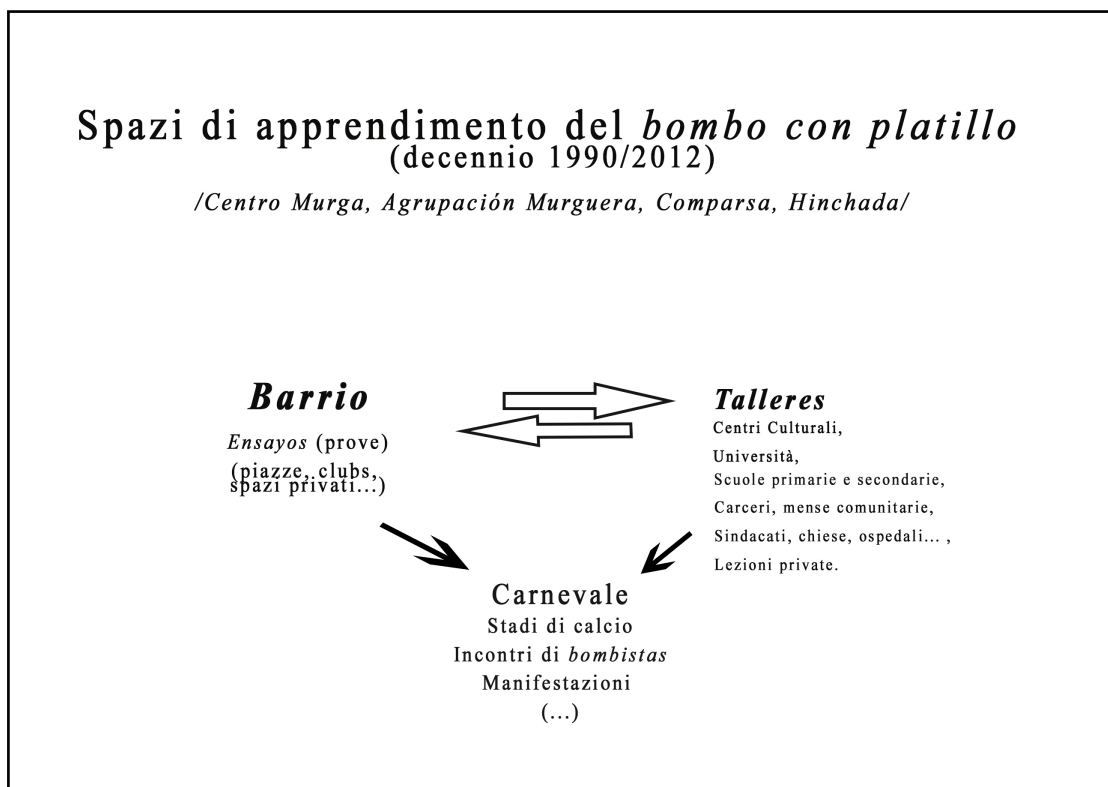 Spazi di apprendimento del bombo con platillo
(decennio 1990/2012)
/Centro Murga, Agrupación Murguera, Comparsa, Hinchada/
Barrio
Ensayos (prove)
(piazze, clubs,
spazi privati...)
Talleres
Centri Culturali,
Università,
Scuole primarie e secondarie,
Carceri, mense comunitarie,
Sindacati, chiese, ospedali... ,
Lezioni private.
Carnevale
Stadi di calcio
Incontri di bombistas
Manifestazioni
(...)